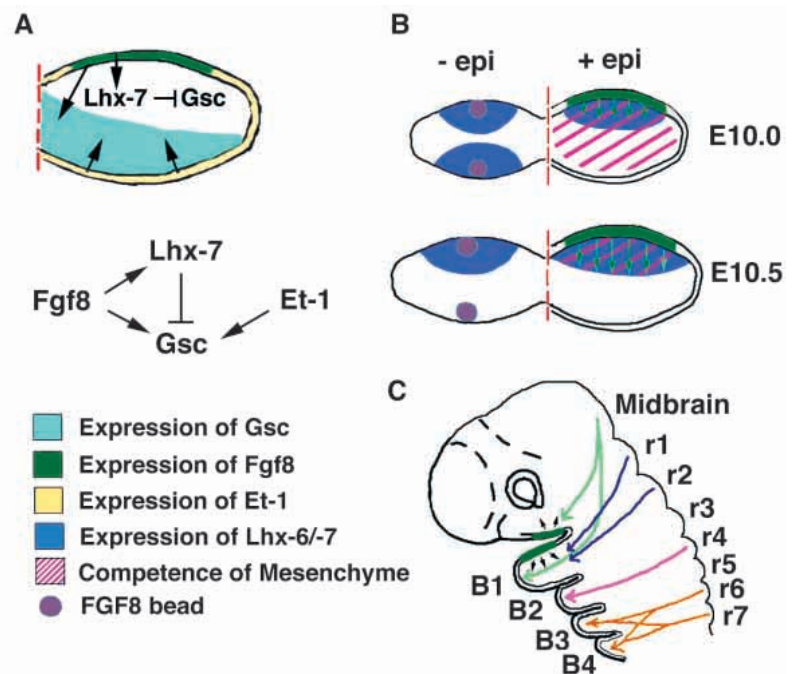 A
Lhx-7 Gsc
Lhx-7
Fgf8
Et-1
Gsc
B
- epi
+ epi
E10.0
E10.5
Expression of Gsc
Expression of Fgf8
Expression of Et-1
Expression of Lhx-6/-7
Competence of Mesenchyme
FGF8 bead
C
Midbrain
r1
r2
r3
r4
r5
r6
r7
B1
B2
B3
B4